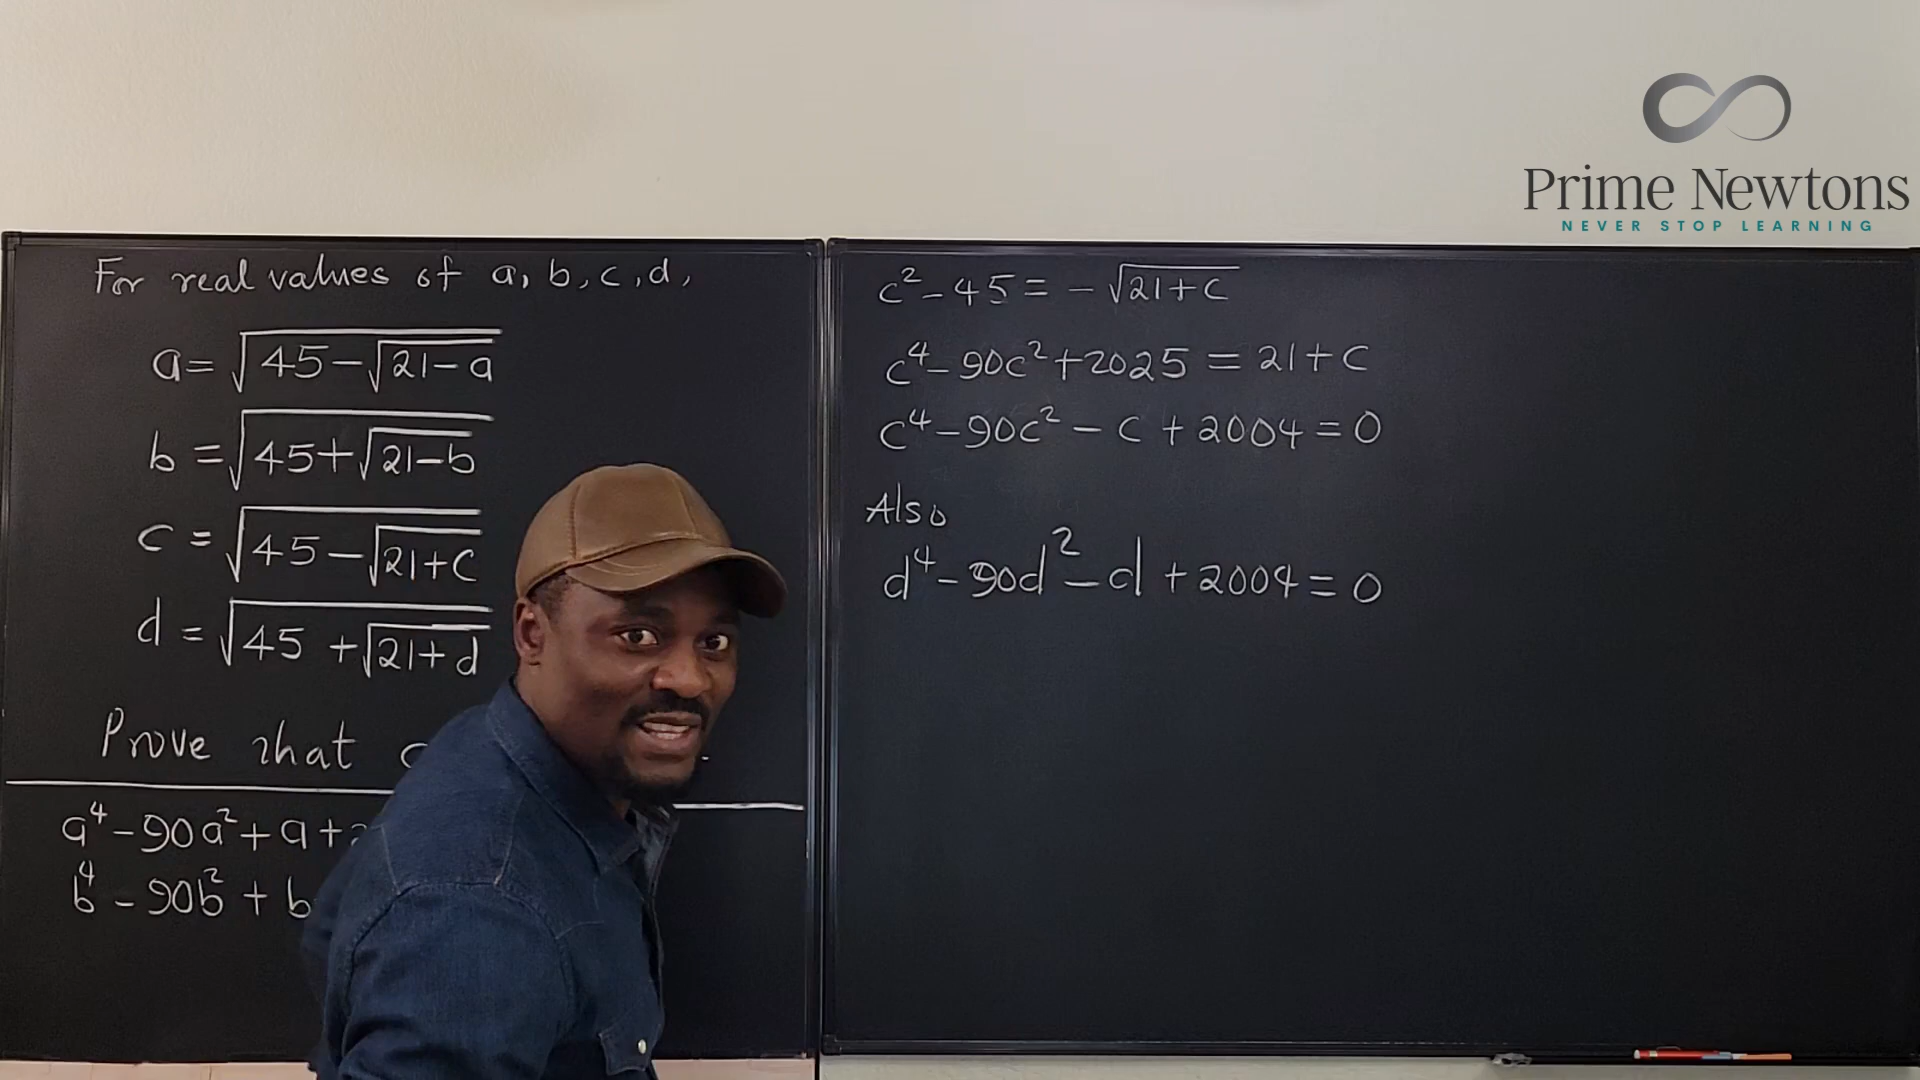 Prime Newtons
NEVER STOP LEARNING
For real values of a, b, c, d,
a = √(45 − √(21 − a))
b = √(45 + √(21 − b))
c = √(45 − √(21 + c))
d = √(45 + √(21 + d))
Prove that
a⁴ − 90a² + a +
b⁴ − 90b² + b
c² − 45 = − √(21 + c)
c⁴ − 90c² + 2025 = 21 + c
c⁴ − 90c² − c + 2004 = 0
Also
d⁴ − 90d² − d + 2004 = 0